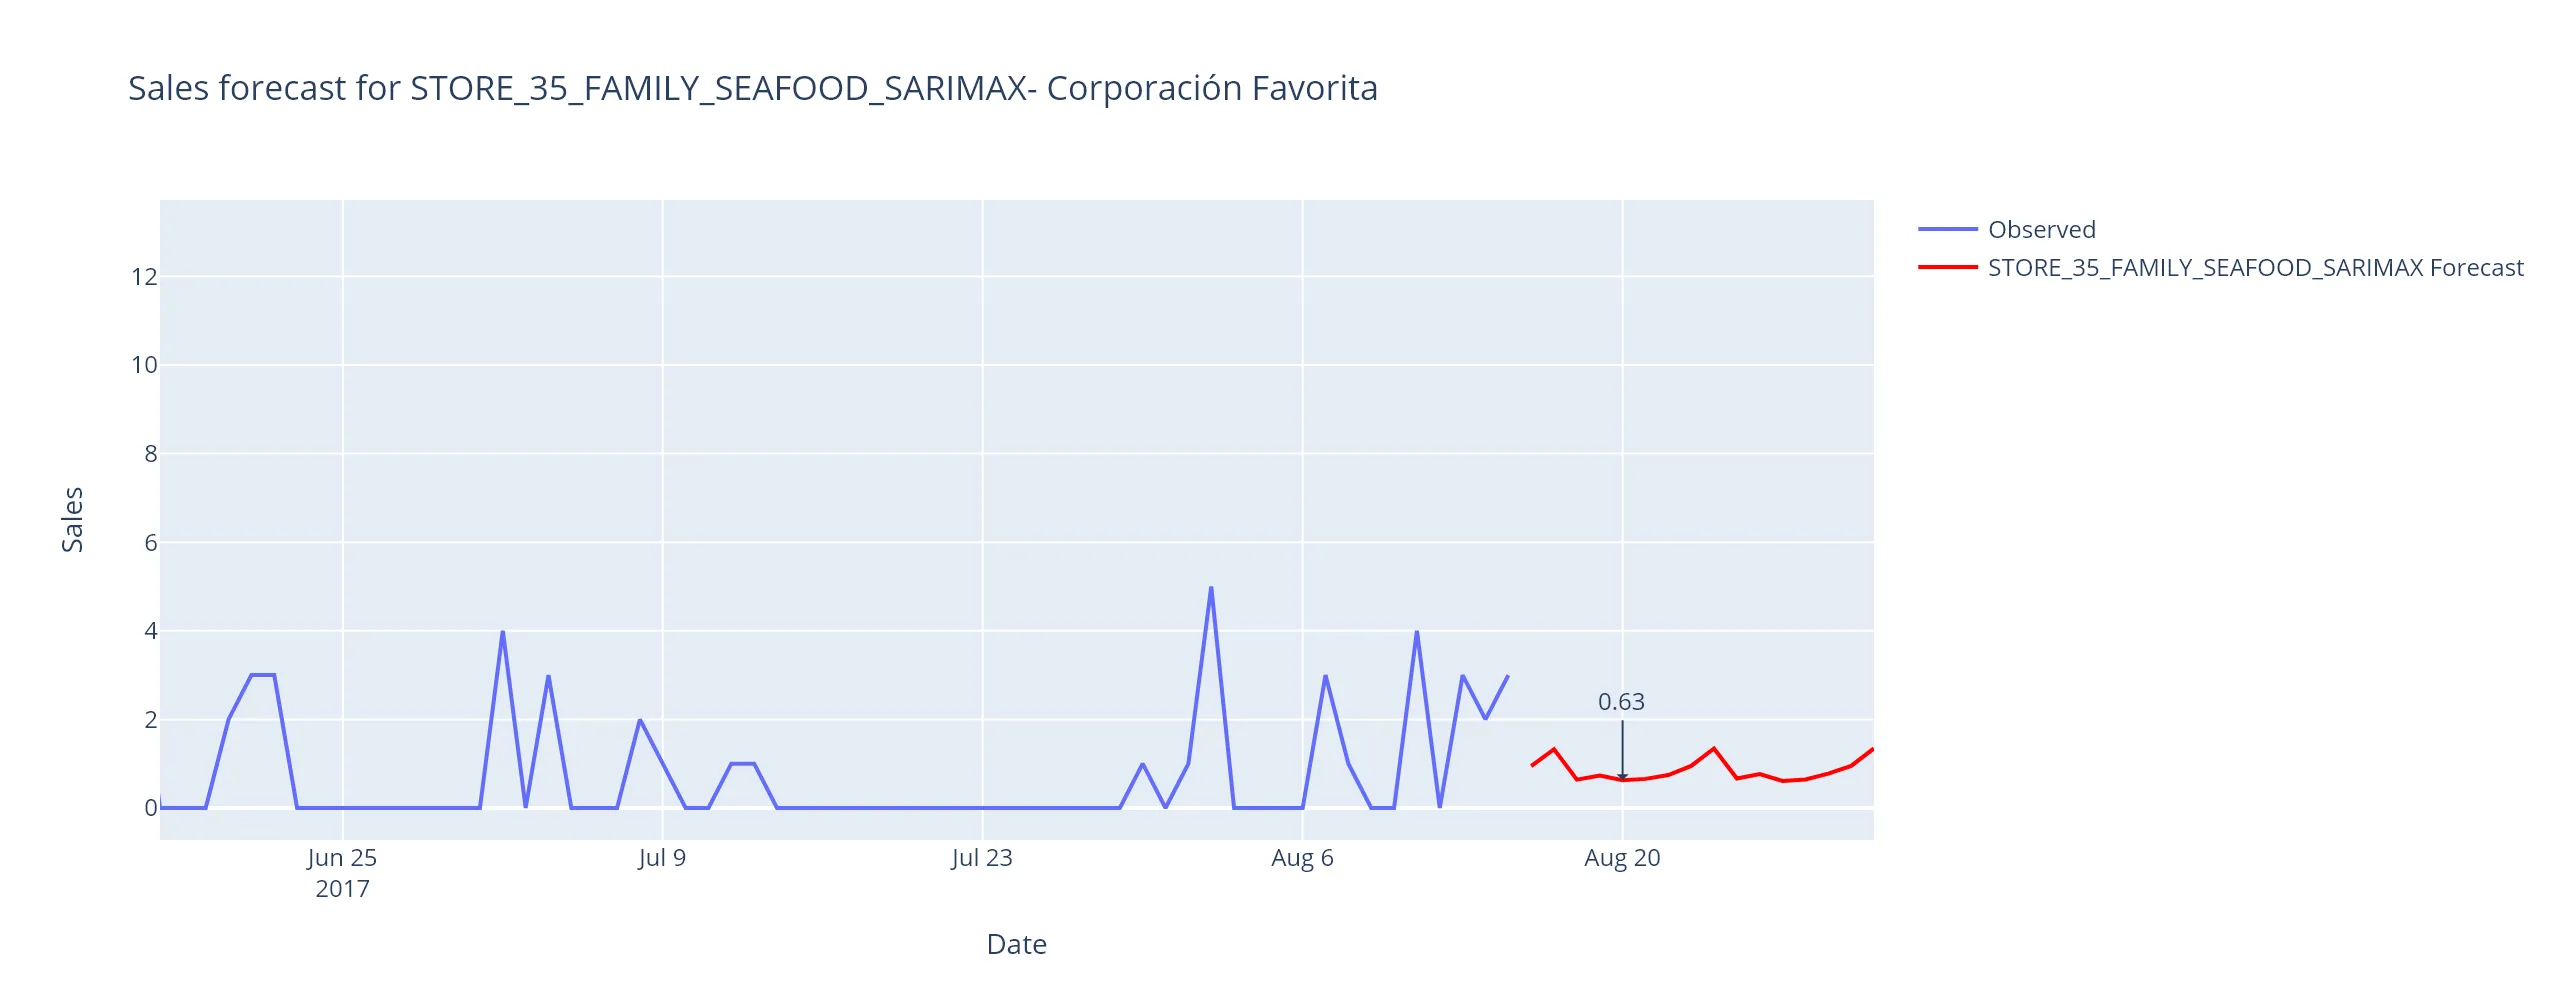 Sales forecast for STORE_35_FAMILY_SEAFOOD_SARIMAX- Corporación Favorita
Observed
STORE_35_FAMILY_SEAFOOD_SARIMAX Forecast
12
10
8
6
4
2
0
Sales
0.63
Jun 25
2017
Jul 9
Jul 23
Aug 6
Aug 20
Date